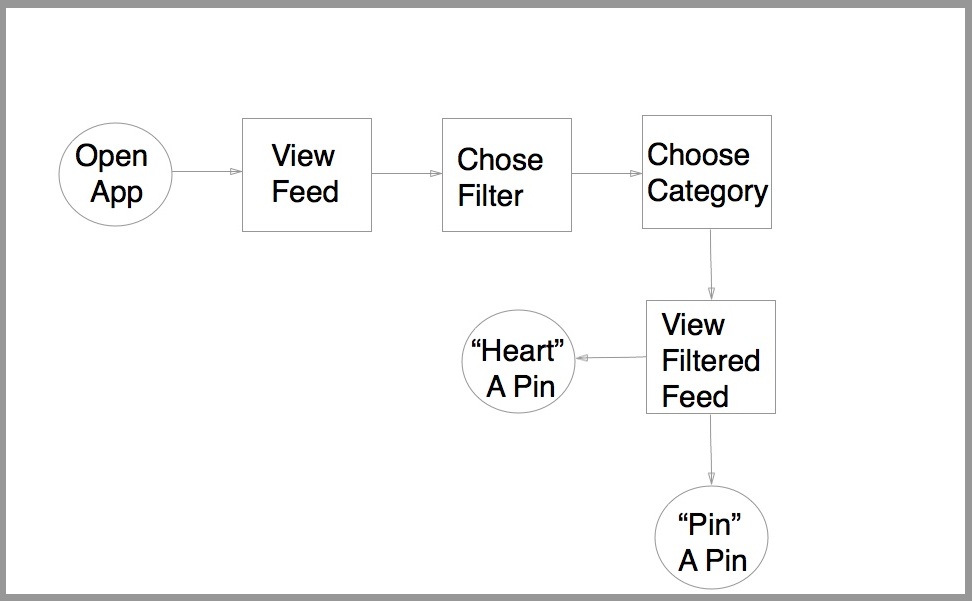 Open
App
View
Feed
Chose
Filter
Choose
Category
View
Filtered
Feed
“Heart”
A Pin
“Pin”
A Pin